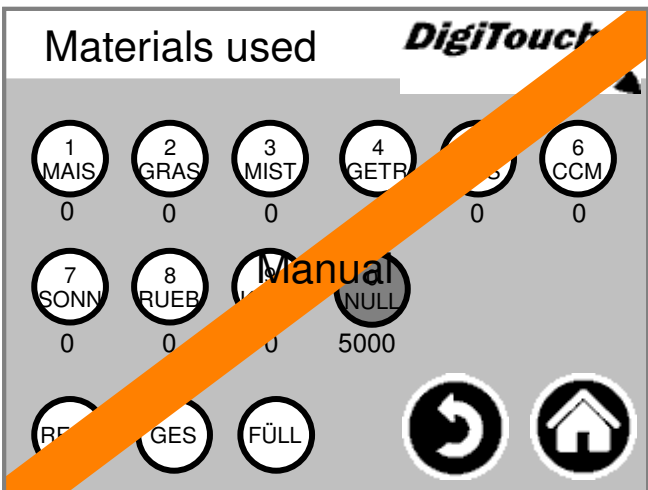 Materials used
DigiTouch
1 2 3 4 6
MAIS GRAS MIST GETR CCM
0 0 0 0 0
Manual
7 8
SONN RUEB NULL
0 0 0 5000
GES FÜLL